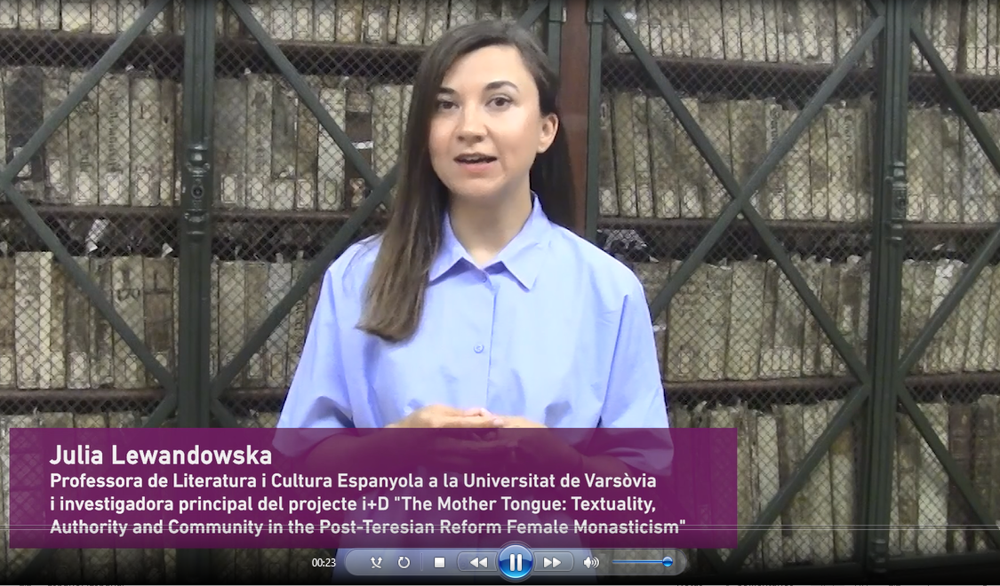 Julia Lewandowska
Professora de Literatura i Cultura Espanyola a la Universitat de Varsòvia
i investigadora principal del projecte i+D "The Mother Tongue: Textuality,
Authority and Community in the Post-Teresian Reform Female Monasticism"
00:23